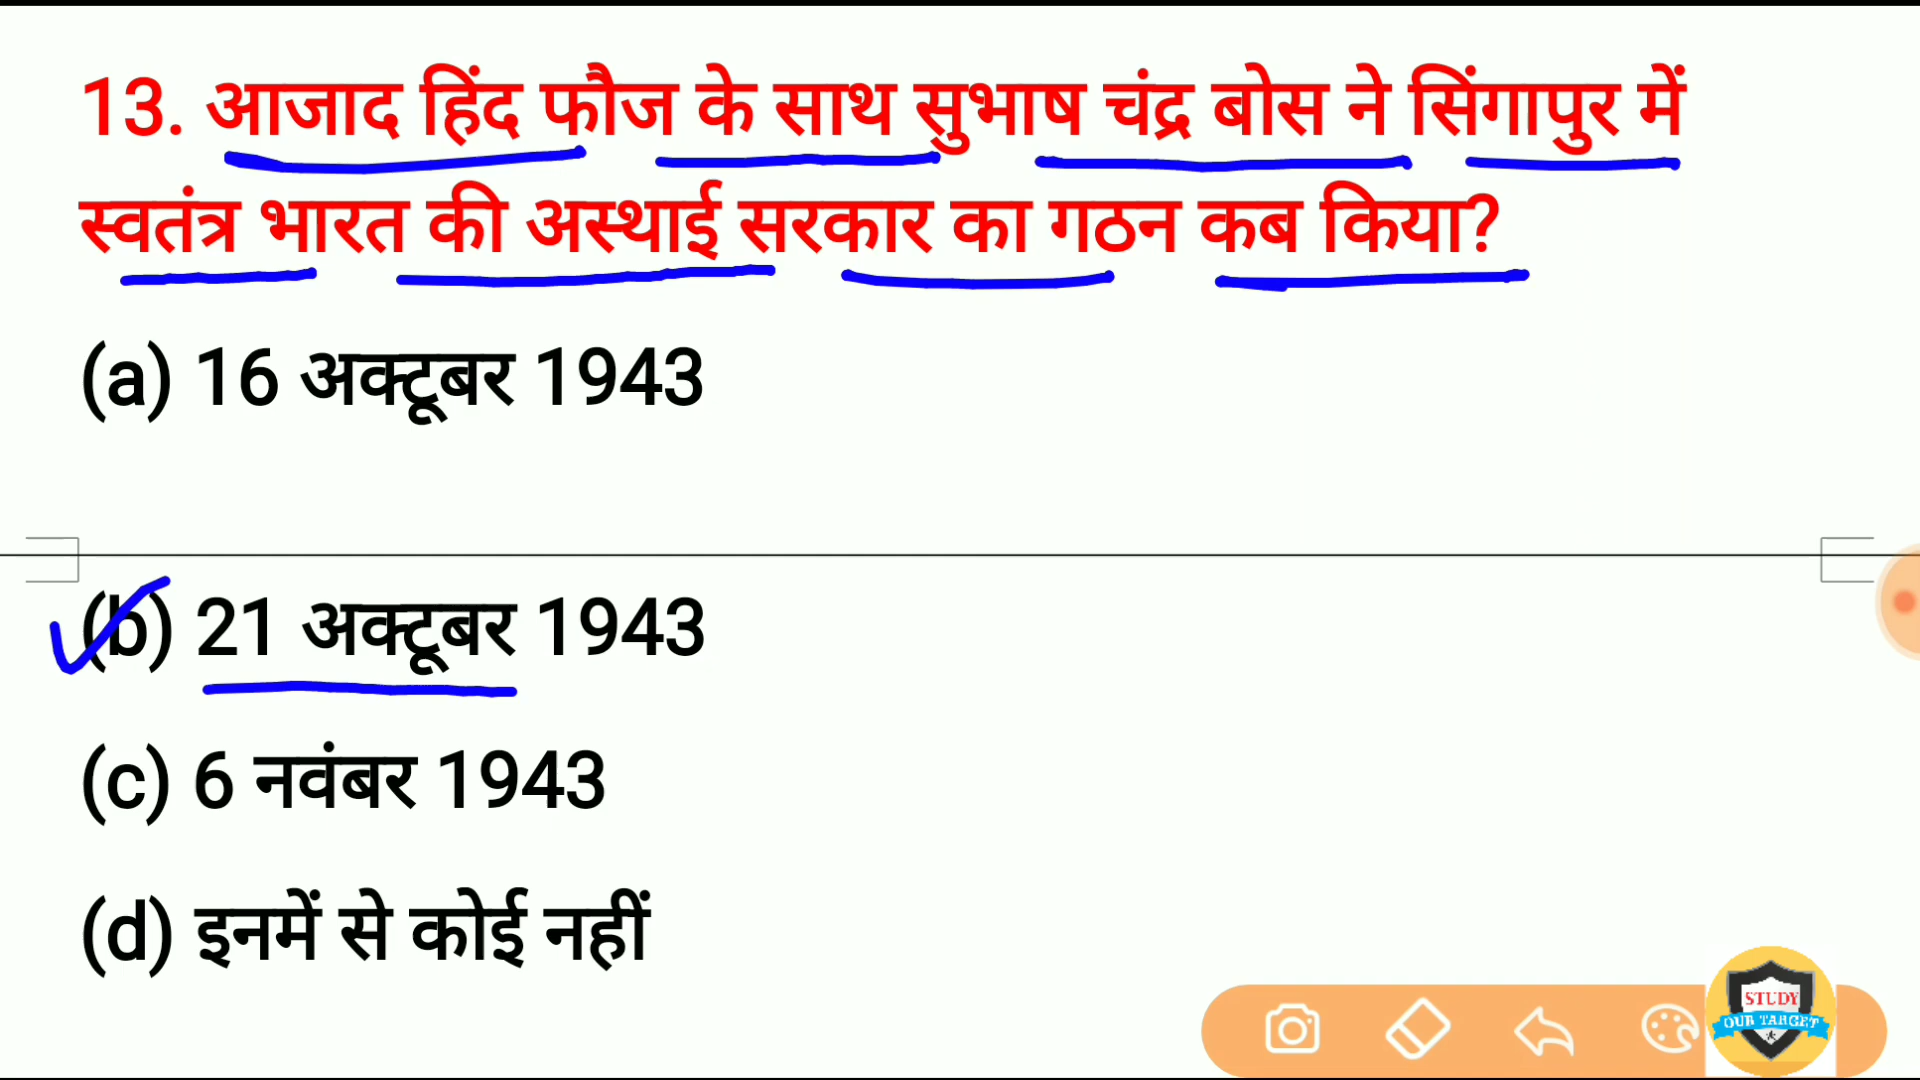 13. आजाद हिंद फौज के साथ सुभाष चंद्र बोस ने सिंगापुर में
स्वतंत्र भारत की अस्थाई सरकार का गठन कब किया?
(a) 16 अक्टूबर 1943
(b) 21 अक्टूबर 1943
(c) 6 नवंबर 1943
(d) इनमें से कोई नहीं
STUDY
OUR TARGET